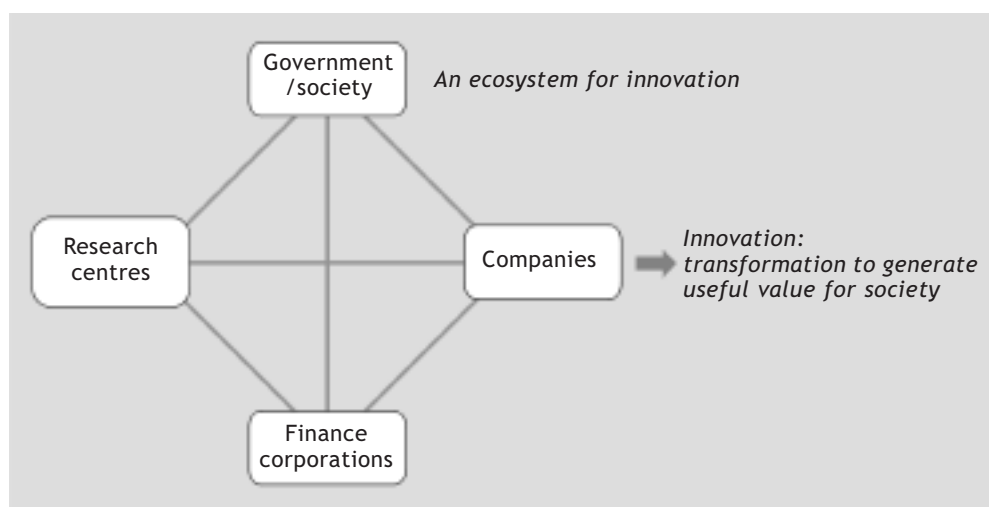 Government
/society
An ecosystem for innovation
Research
centres
Companies
Innovation:
transformation to generate
useful value for society
Finance
corporations